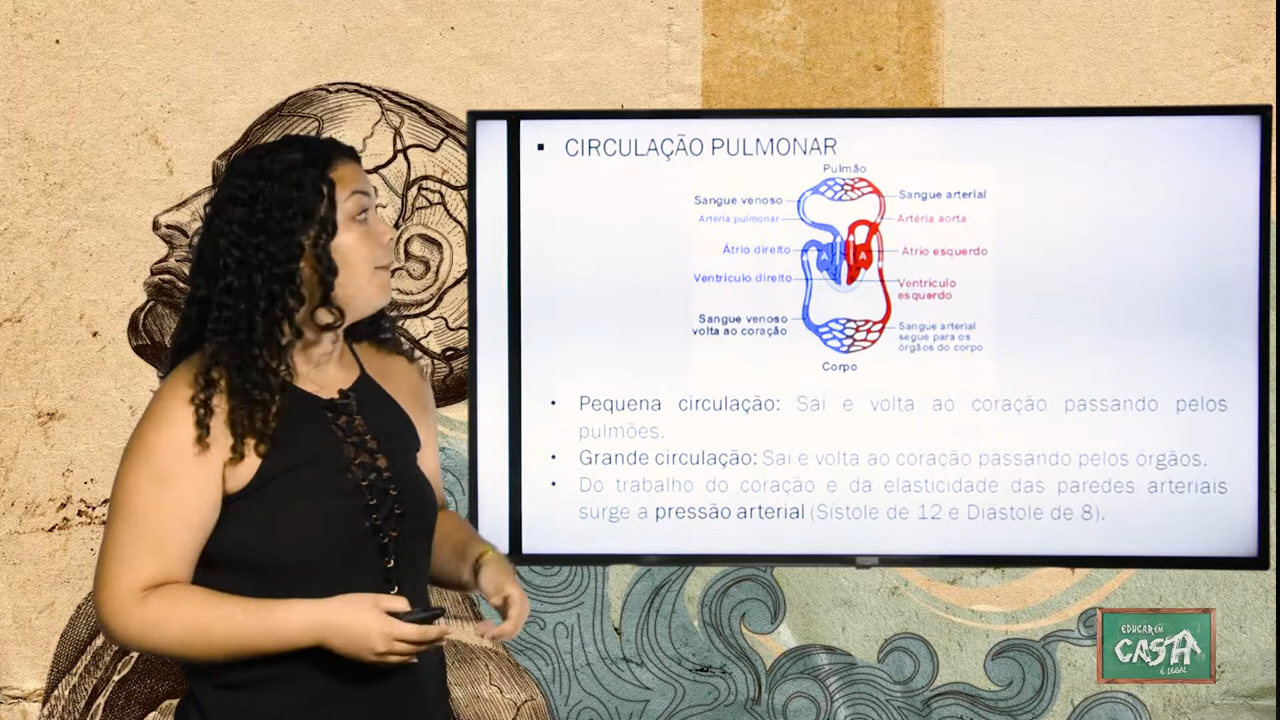 CIRCULAÇÃO PULMONAR
Pulmão
Sangue venoso
Sangue arterial
Artéria pulmonar
Artéria aorta
Átrio direito
Átrio esquerdo
A
A
Ventrículo direito
Ventrículo
esquerdo
Sangue venoso
volta ao coração
Sangue arterial
segue para os
órgãos do corpo
Corpo
• Pequena circulação: Sai e volta ao coração passando pelos
pulmões.
• Grande circulação: Sai e volta ao coração passando pelos órgãos.
• Do trabalho do coração e da elasticidade das paredes arteriais
surge a pressão arterial (Sístole de 12 e Diástole de 8).
EDUCAR EM
CASA
É LEGAL